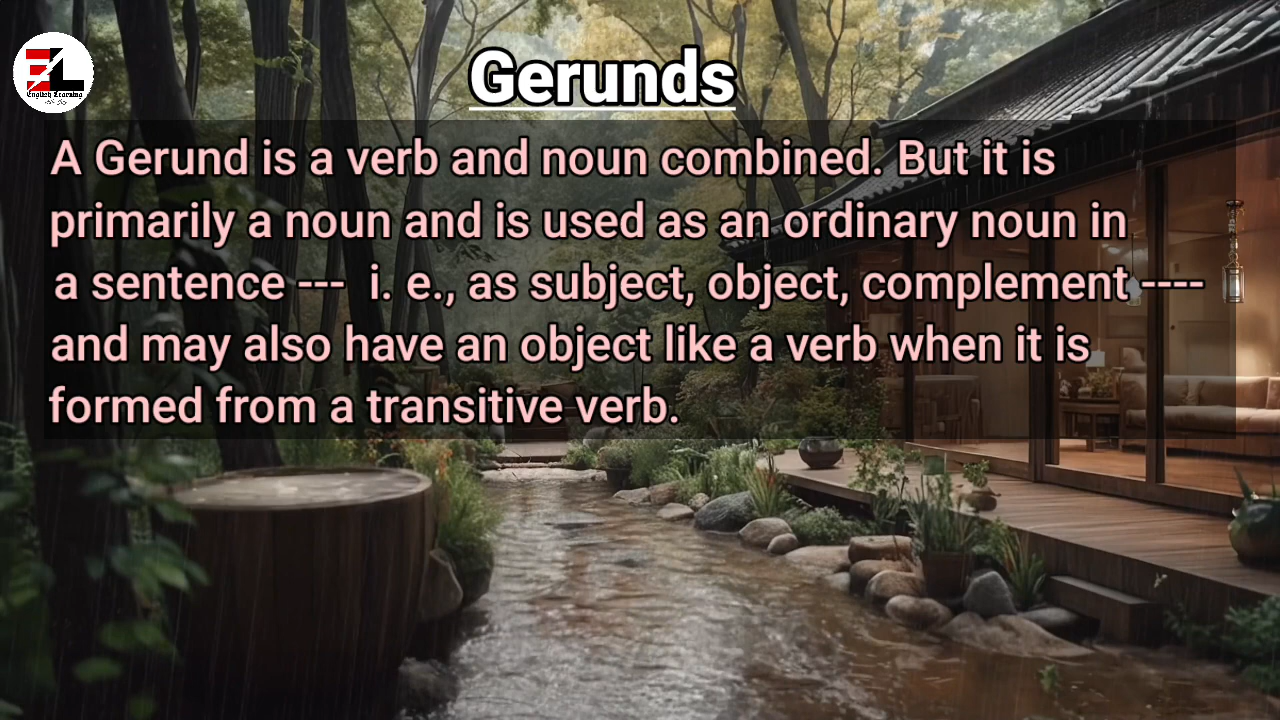 English Learning
Gerunds
A Gerund is a verb and noun combined. But it is
primarily a noun and is used as an ordinary noun in
a sentence --- i. e., as subject, object, complement ----
and may also have an object like a verb when it is
formed from a transitive verb.